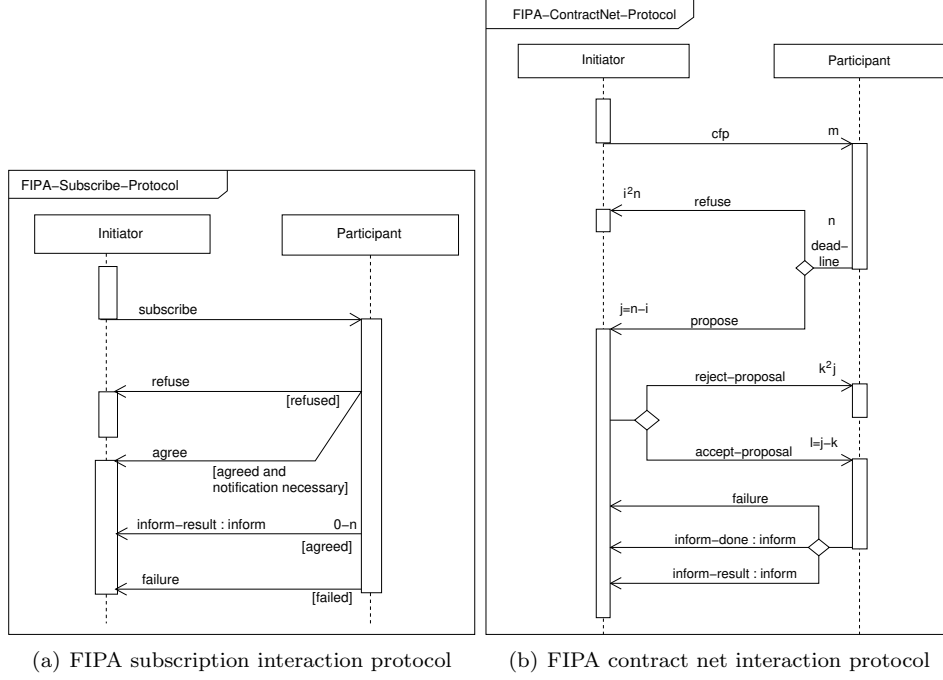 FIPA–Subscribe–Protocol
Initiator
Participant
subscribe
refuse
[refused]
agree
[agreed and
notification necessary]
inform–result : inform
0–n
[agreed]
failure
[failed]
(a) FIPA subscription interaction protocol
FIPA–ContractNet–Protocol
Initiator
Participant
cfp
m
i²n
refuse
n
dead–
line
j=n–i
propose
reject–proposal
k²j
accept–proposal
l=j–k
failure
inform–done : inform
inform–result : inform
(b) FIPA contract net interaction protocol